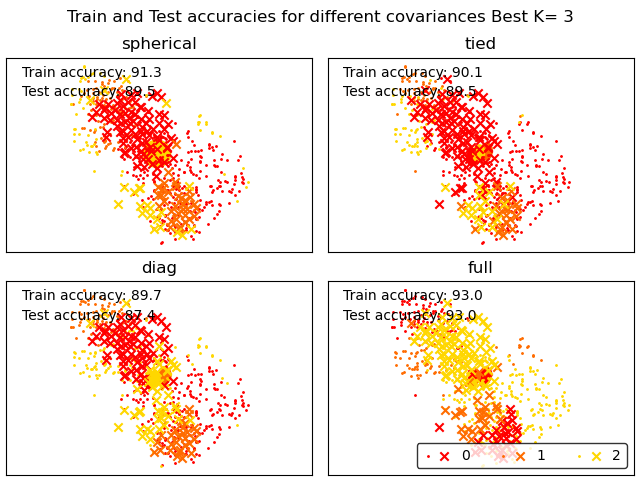 Train and Test accuracies for different covariances Best K= 3
spherical
Train accuracy: 91.3
Test accuracy: 89.5
tied
Train accuracy: 90.1
Test accuracy: 89.5
diag
Train accuracy: 89.7
Test accuracy: 87.4
full
Train accuracy: 93.0
Test accuracy: 93.0
0 1 2